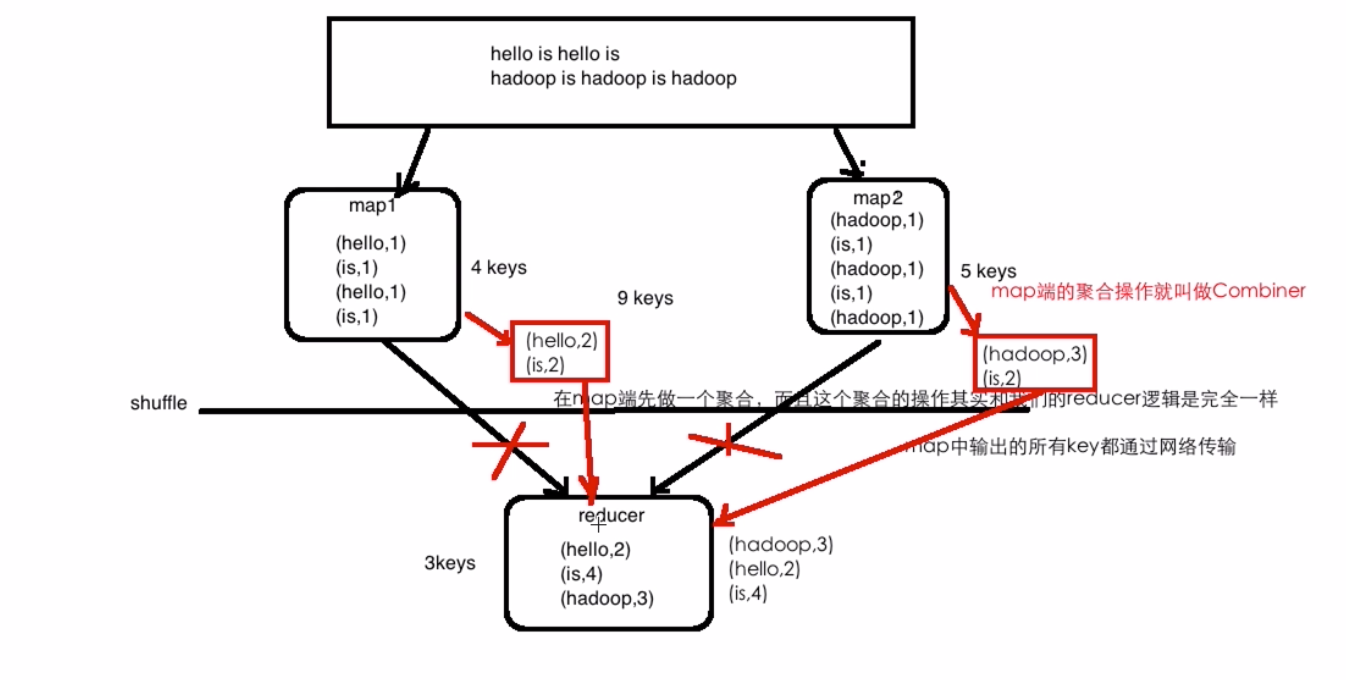 hello is hello is
hadoop is hadoop is hadoop
map1
(hello,1)
(is,1)
(hello,1)
(is,1)
4 keys
9 keys
map2
(hadoop,1)
(is,1)
(hadoop,1)
(is,1)
(hadoop,1)
5 keys
map端的聚合操作就叫做Combiner
(hello,2)
(is,2)
(hadoop,3)
(is,2)
shuffle
在map端先做一个聚合，而且这个聚合的操作其实和我们的reducer逻辑是完全一样
map中输出的所有key都通过网络传输
reducer
(hello,2)
(is,4)
(hadoop,3)
3keys
(hadoop,3)
(hello,2)
(is,4)